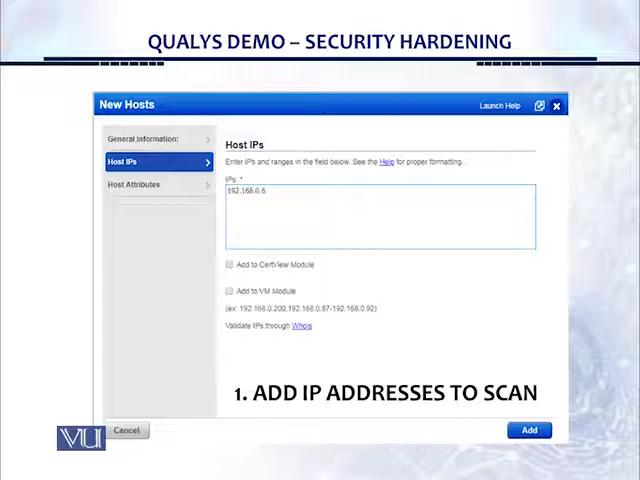 QUALYS DEMO – SECURITY HARDENING
New Hosts
Launch Help
General Information:
Host IPs
Host Attributes
Host IPs
Enter IPs and ranges in the field below. See the Help for proper formatting.
IPs: *
192.168.0.6
Add to CertView Module
Add to VM Module
(ex: 192.168.0.200,192.168.0.87-192.168.0.92)
Validate IPs through Whois
1. ADD IP ADDRESSES TO SCAN
VU
Cancel
Add